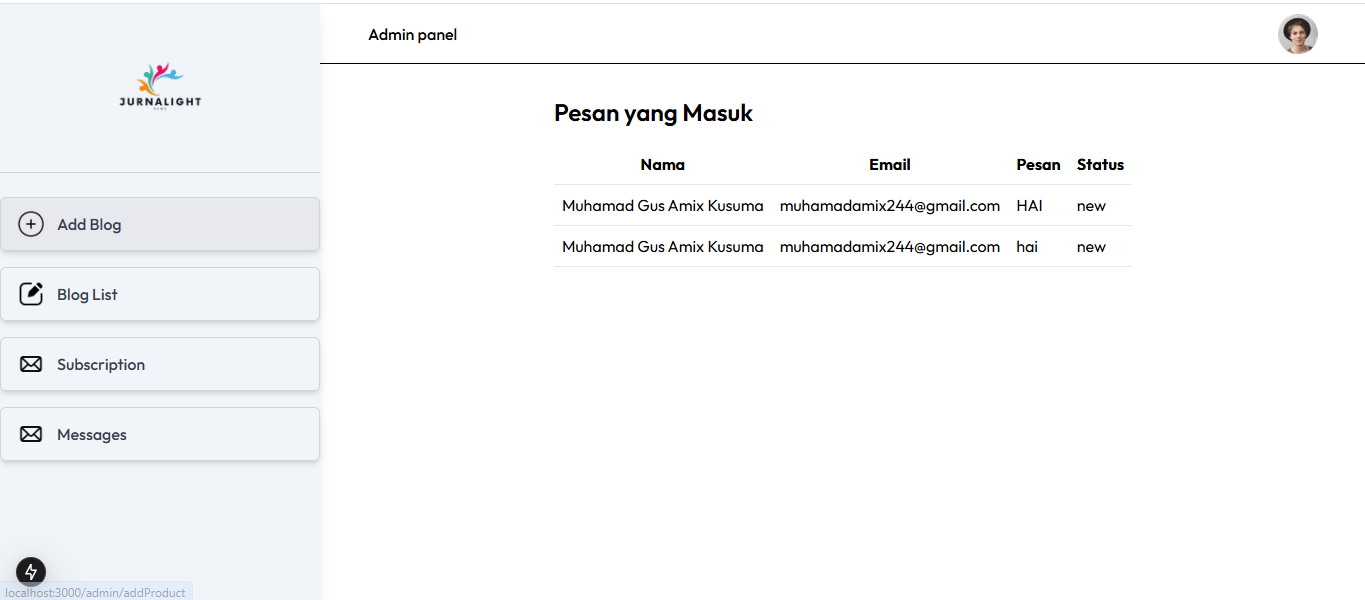 JURNALIGHT
NEWS
Admin panel
Add Blog
Blog List
Subscription
Messages
Pesan yang Masuk
Nama Email Pesan Status
Muhamad Gus Amix Kusuma muhamadamix244@gmail.com HAI new
Muhamad Gus Amix Kusuma muhamadamix244@gmail.com hai new
localhost:3000/admin/addProduct